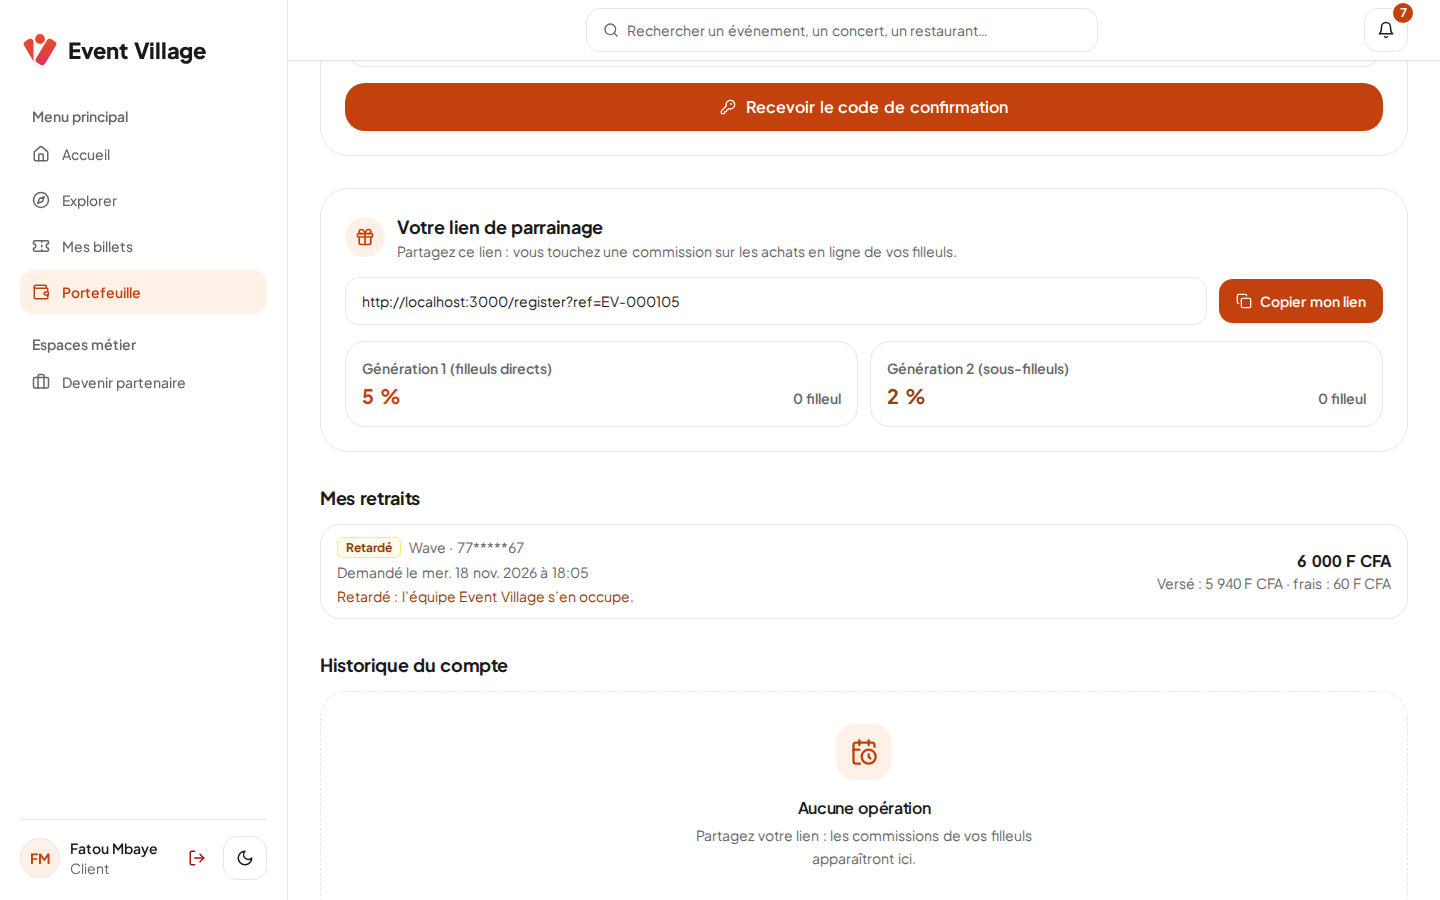 Event Village
Menu principal
Accueil
Explorer
Mes billets
Portefeuille
Espaces métier
Devenir partenaire
FM
Fatou Mbaye
Client
Rechercher un événement, un concert, un restaurant...
7
Recevoir le code de confirmation
Votre lien de parrainage
Partagez ce lien : vous touchez une commission sur les achats en ligne de vos filleuls.
http://localhost:3000/register?ref=EV-000105
Copier mon lien
Génération 1 (filleuls directs)
5 %
0 filleul
Génération 2 (sous-filleuls)
2 %
0 filleul
Mes retraits
Retardé
Wave · 77*****67
Demandé le mer. 18 nov. 2026 à 18:05
Retardé : l'équipe Event Village s'en occupe.
6 000 F CFA
Versé : 5 940 F CFA · frais : 60 F CFA
Historique du compte
Aucune opération
Partagez votre lien : les commissions de vos filleuls
apparaîtront ici.